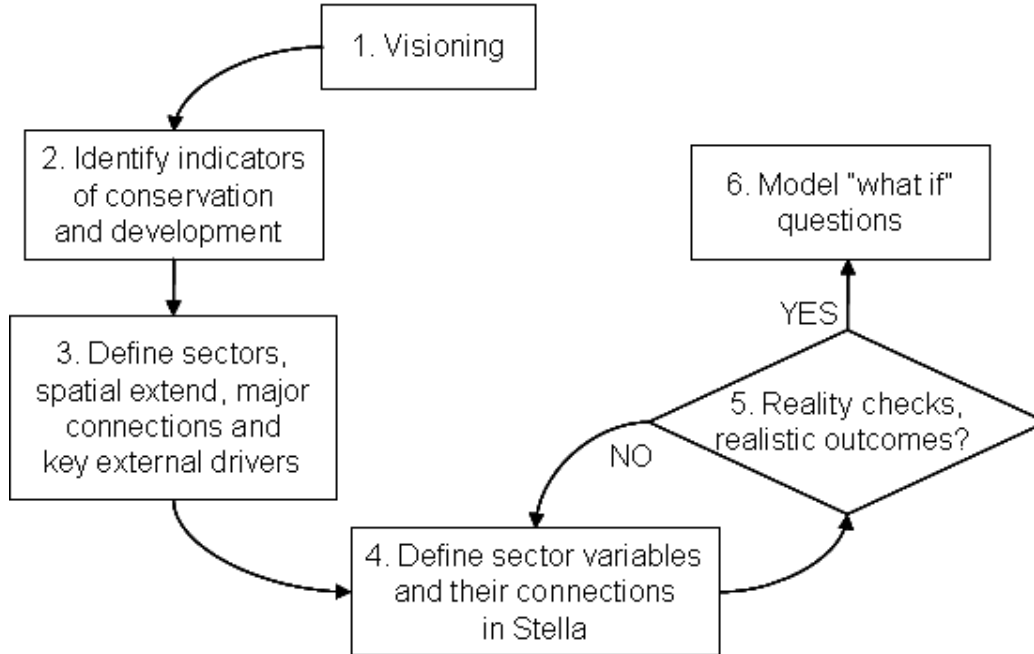 1. Visioning
2. Identify indicators
of conservation
and development
3. Define sectors,
spatial extend, major
connections and
key external drivers
4. Define sector variables
and their connections
in Stella
5. Reality checks,
realistic outcomes?
NO
YES
6. Model "what if"
questions